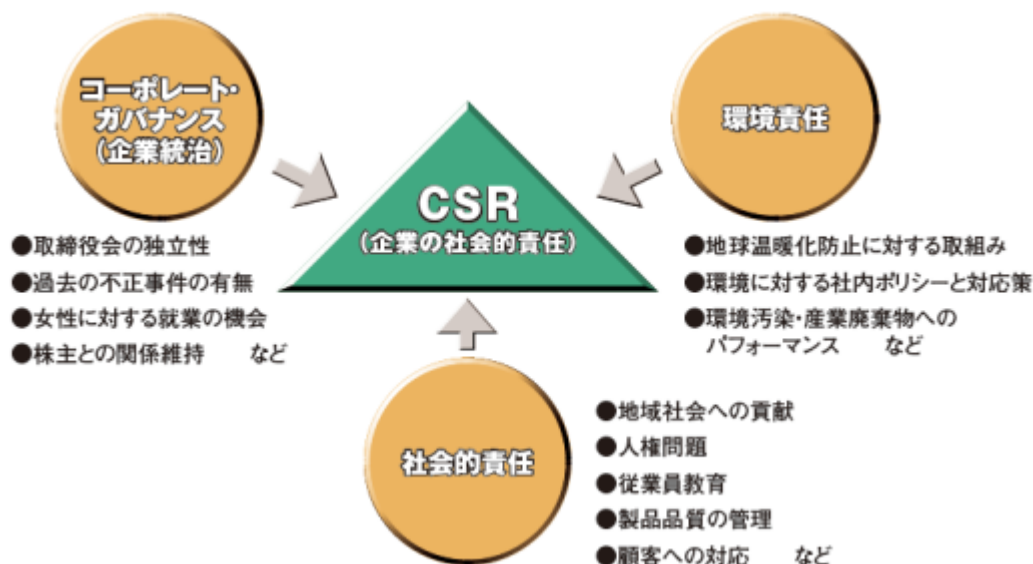 コーポレート・
ガバナンス
(企業統治)
●取締役会の独立性
●過去の不正事件の有無
●女性に対する就業の機会
●株主との関係維持　など
CSR
(企業の社会的責任)
環境責任
●地球温暖化防止に対する取組み
●環境に対する社内ポリシーと対応策
●環境汚染・産業廃棄物への
パフォーマンス　など
社会的責任
●地域社会への貢献
●人権問題
●従業員教育
●製品品質の管理
●顧客への対応　など